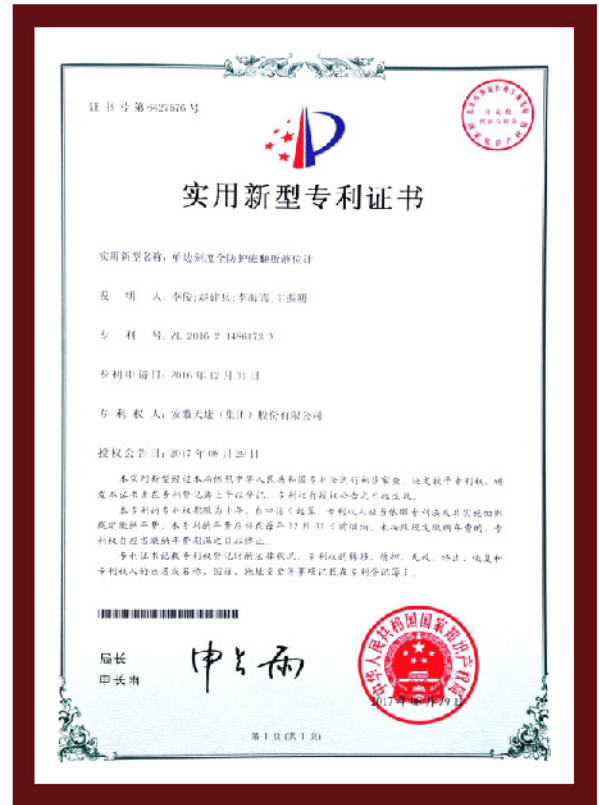 证书号第6427576号
实用新型专利证书
实用新型名称：单边刻度全防护磁翻板液位计
发 明 人：李俊;赵建兵;李海霞;王振明
专 利 号：ZL 2016 2 1486173.X
专利申请日：2016年12月31日
专 利 权 人：安徽天康（集团）股份有限公司
授权公告日：2017年08月29日
本实用新型经过本局依照中华人民共和国专利法进行初步审查，决定授予专利权，颁
发本证书并在专利登记簿上予以登记。专利权自授权公告之日起生效。
本专利的专利权期限为十年，自申请日起算。专利权人应当依照专利法及其实施细则
规定缴纳年费。本专利的年费应当在每年12月31日前缴纳。未按照规定缴纳年费的，专
利权自应当缴纳年费期满之日起终止。
专利证书记载专利权登记时的法律状况。专利权的转移、质押、无效、终止、恢复和
专利权人的姓名或名称、国籍、地址变更等事项记载在专利登记簿上。
局长
申长雨
申长雨
中华人民共和国国家知识产权局
2017年08月29日
第1页(共1页)